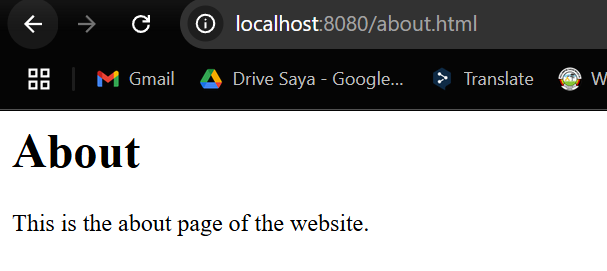 localhost:8080/about.html
Gmail Drive Saya - Google... Translate W
About
This is the about page of the website.